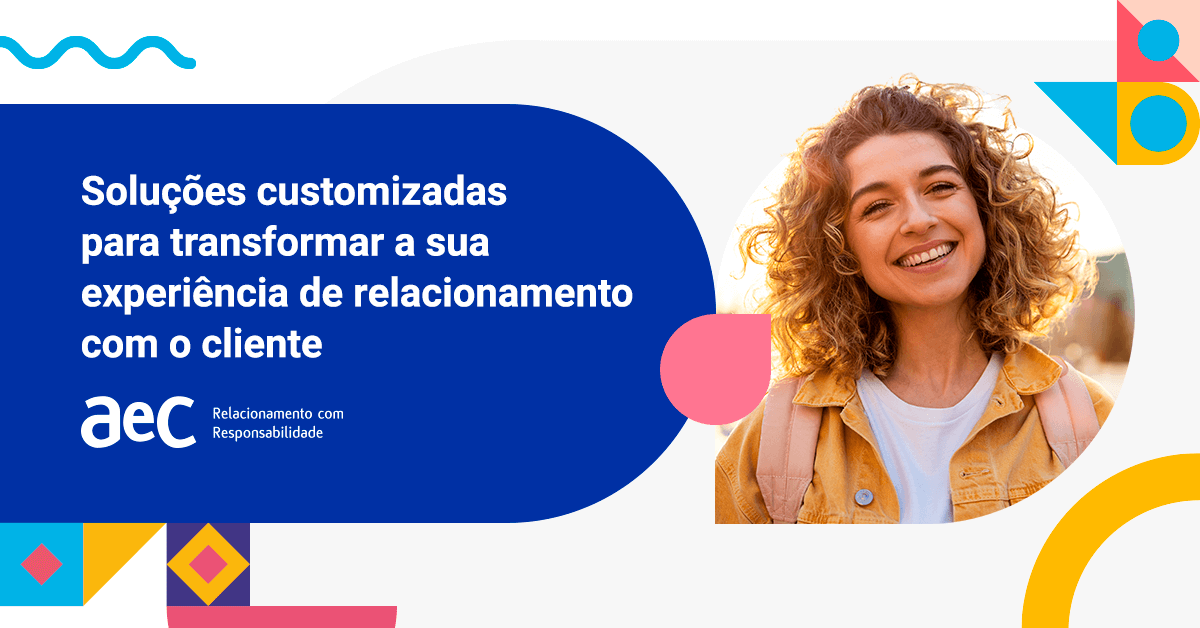 Soluções customizadas
para transformar a sua
experiência de relacionamento
com o cliente
aeC
Relacionamento com
Responsabilidade